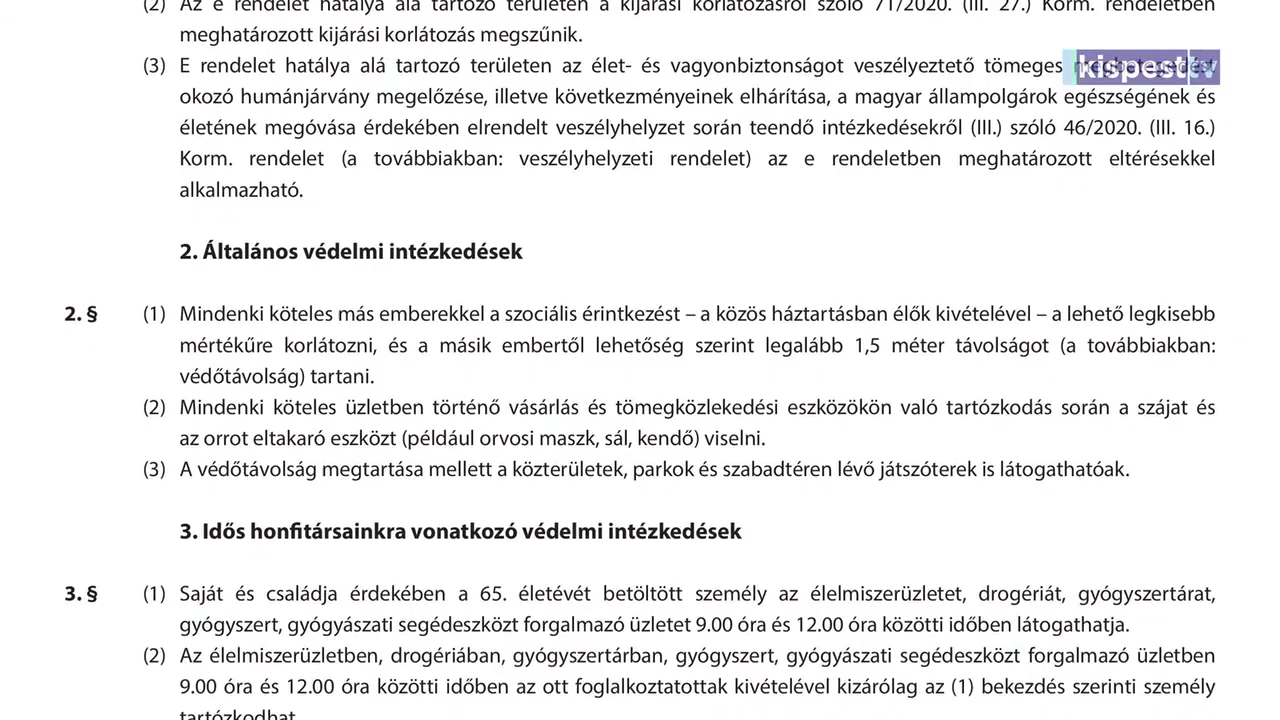 (2) Az e rendelet hatálya alá tartozó területen a kijárási korlátozásról szóló 71/2020. (III. 27.) Korm. rendeletben
meghatározott kijárási korlátozás megszűnik.
(3) E rendelet hatálya alá tartozó területen az élet- és vagyonbiztonságot veszélyeztető tömeges megbetegedést
kispest tv
okozó humánjárvány megelőzése, illetve következményeinek elhárítása, a magyar állampolgárok egészségének és
életének megóvása érdekében elrendelt veszélyhelyzet során teendő intézkedésekről (III.) szóló 46/2020. (III. 16.)
Korm. rendelet (a továbbiakban: veszélyhelyzeti rendelet) az e rendeletben meghatározott eltérésekkel
alkalmazható.
2. Általános védelmi intézkedések
2. § (1) Mindenki köteles más emberekkel a szociális érintkezést – a közös háztartásban élők kivételével – a lehető legkisebb
mértékűre korlátozni, és a másik embertől lehetőség szerint legalább 1,5 méter távolságot (a továbbiakban:
védőtávolság) tartani.
(2) Mindenki köteles üzletben történő vásárlás és tömegközlekedési eszközökön való tartózkodás során a száját és
az orrot eltakaró eszközt (például orvosi maszk, sál, kendő) viselni.
(3) A védőtávolság megtartása mellett a közterületek, parkok és szabadtéren lévő játszóterek is látogathatóak.
3. Idős honfitársainkra vonatkozó védelmi intézkedések
3. § (1) Saját és családja érdekében a 65. életévét betöltött személy az élelmiszerüzletet, drogériát, gyógyszertárat,
gyógyszert, gyógyászati segédeszközt forgalmazó üzletet 9.00 óra és 12.00 óra közötti időben látogathatja.
(2) Az élelmiszerüzletben, drogériában, gyógyszertárban, gyógyszert, gyógyászati segédeszközt forgalmazó üzletben
9.00 óra és 12.00 óra közötti időben az ott foglalkoztatottak kivételével kizárólag az (1) bekezdés szerinti személy
tartózkodhat.